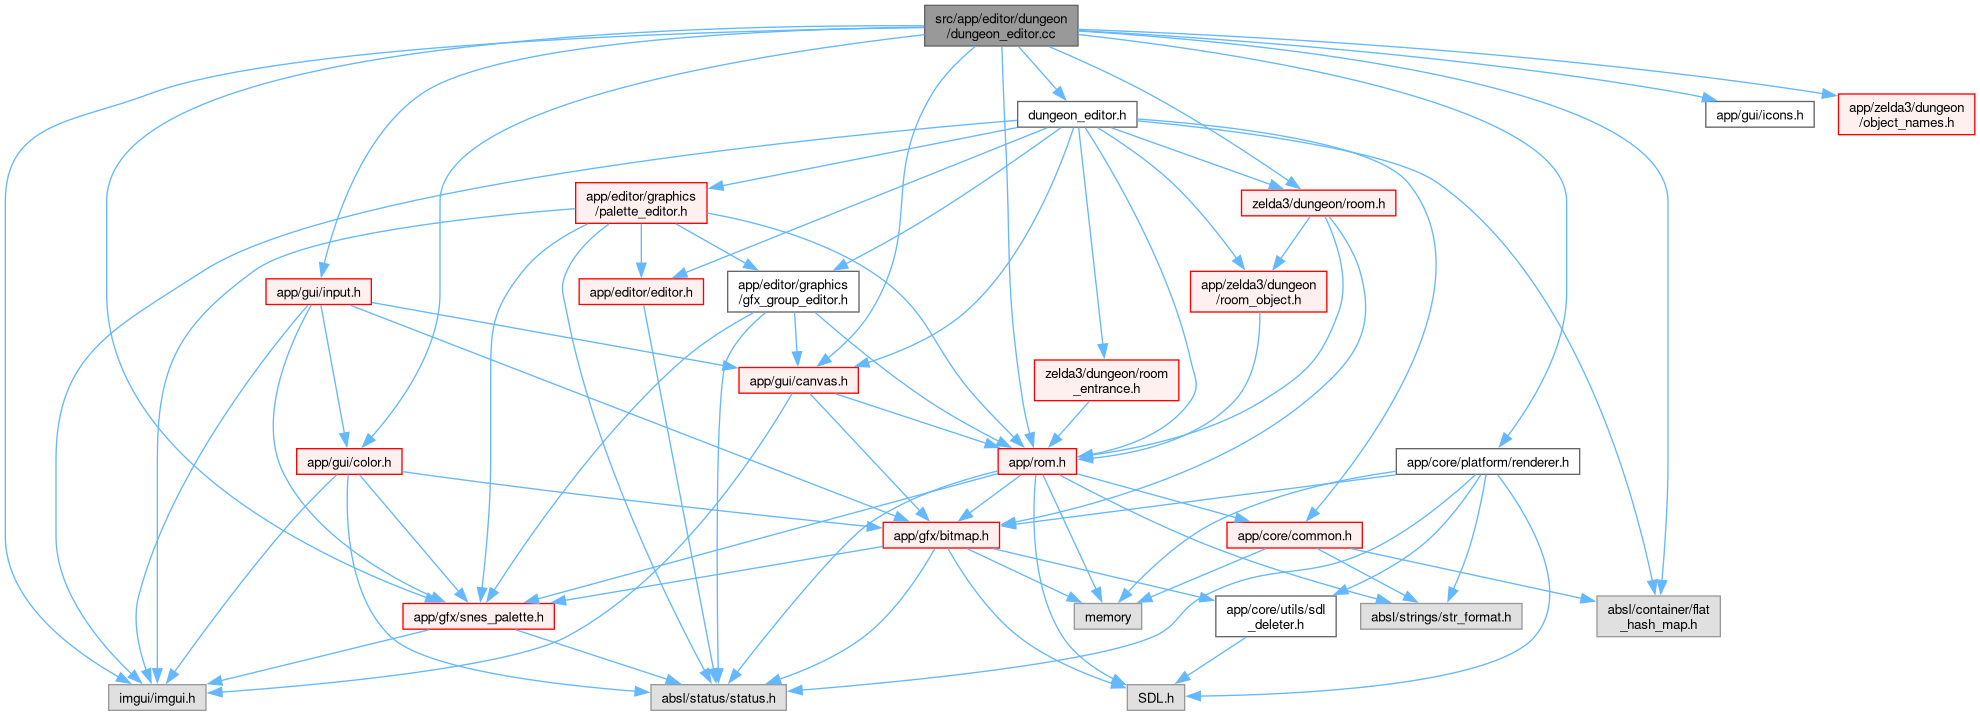 src/app/editor/dungeon
/dungeon_editor.cc
dungeon_editor.h
app/gui/icons.h
app/zelda3/dungeon
/object_names.h
app/editor/graphics
/palette_editor.h
zelda3/dungeon/room.h
app/gui/input.h
app/editor/editor.h
app/editor/graphics
/gfx_group_editor.h
app/zelda3/dungeon
/room_object.h
app/gui/canvas.h
zelda3/dungeon/room
_entrance.h
app/gui/color.h
app/rom.h
app/core/platform/renderer.h
app/gfx/bitmap.h
app/core/common.h
app/gfx/snes_palette.h
memory
app/core/utils/sdl
_deleter.h
absl/strings/str_format.h
absl/container/flat
_hash_map.h
imgui/imgui.h
absl/status/status.h
SDL.h